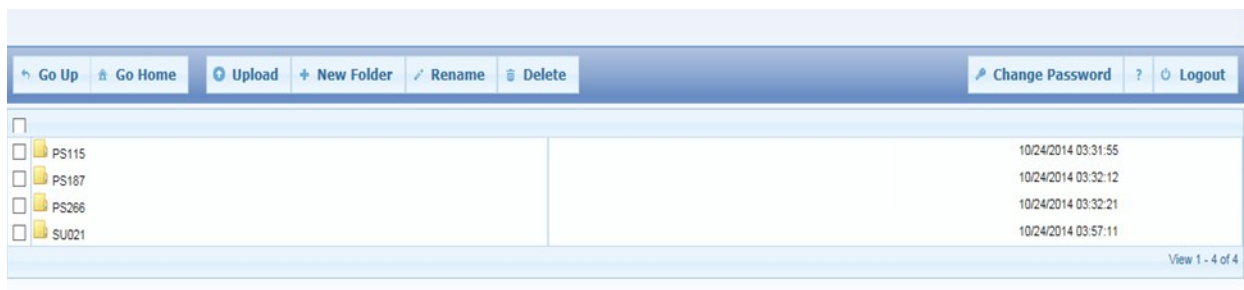 Go Up Go Home Upload New Folder Rename Delete Change Password ? Logout
PS115 10/24/2014 03:31:55
PS187 10/24/2014 03:32:12
PS266 10/24/2014 03:32:21
SU021 10/24/2014 03:57:11
View 1 - 4 of 4